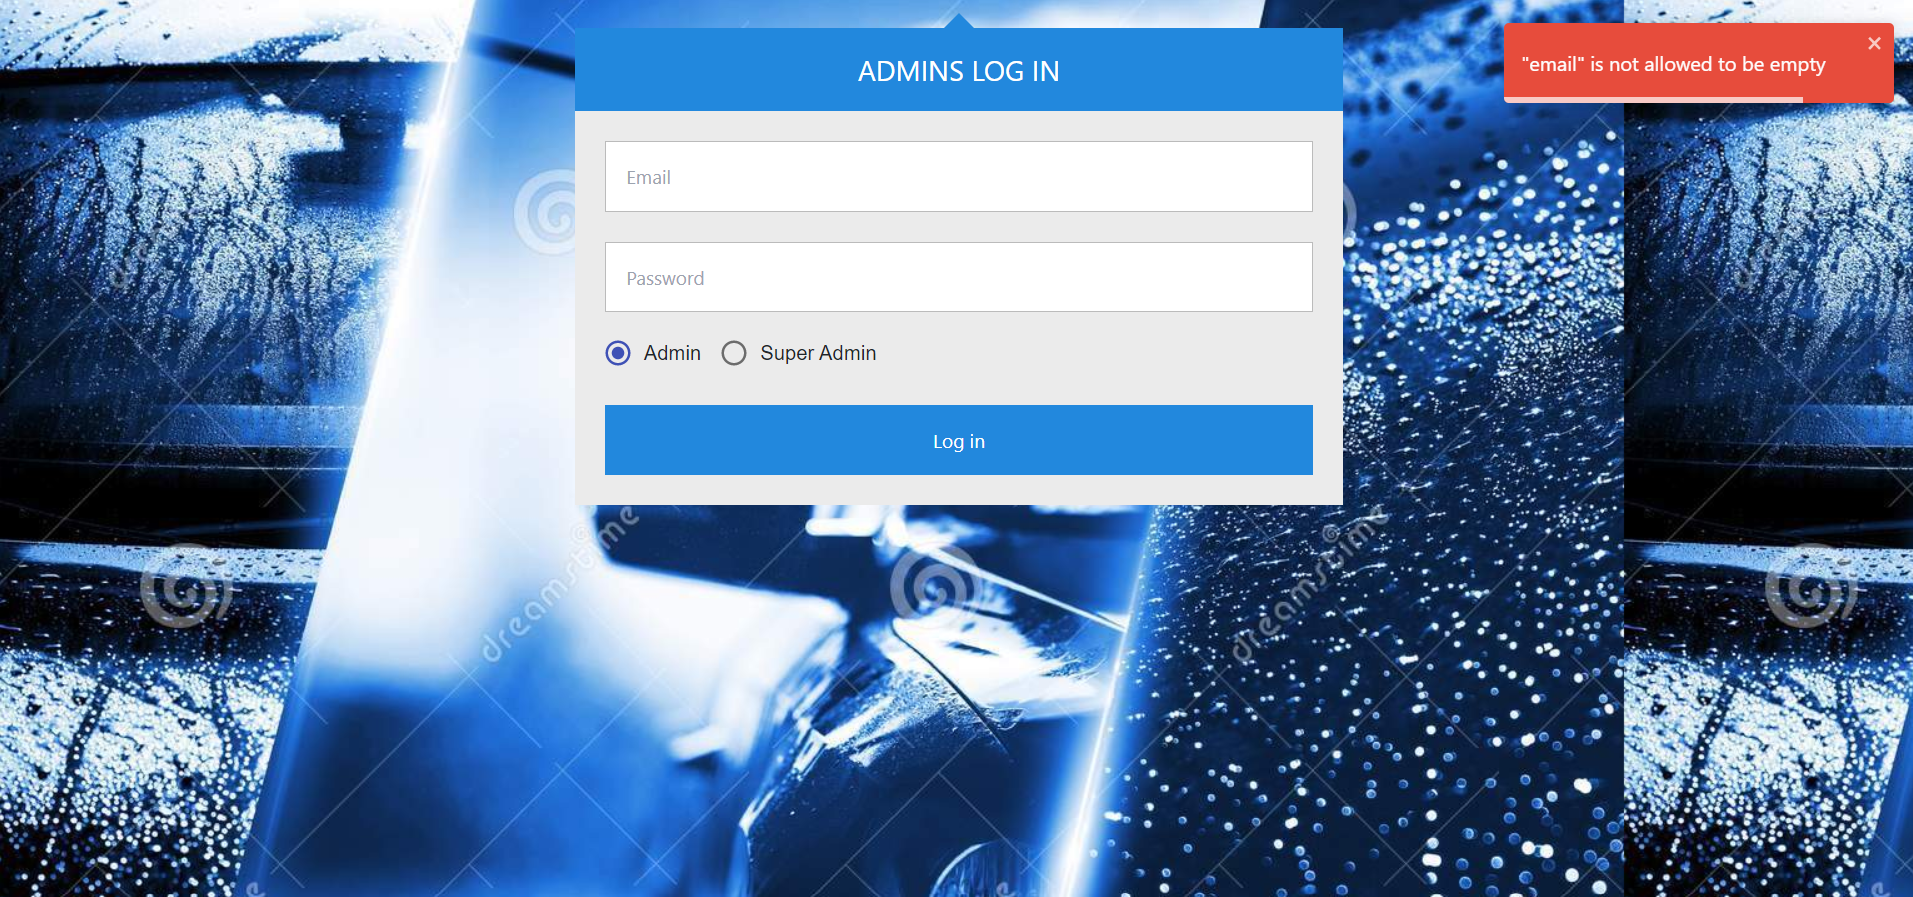 ADMINS LOG IN
"email" is not allowed to be empty
Email
Password
Admin
Super Admin
Log in
dreamstime
dreamstime